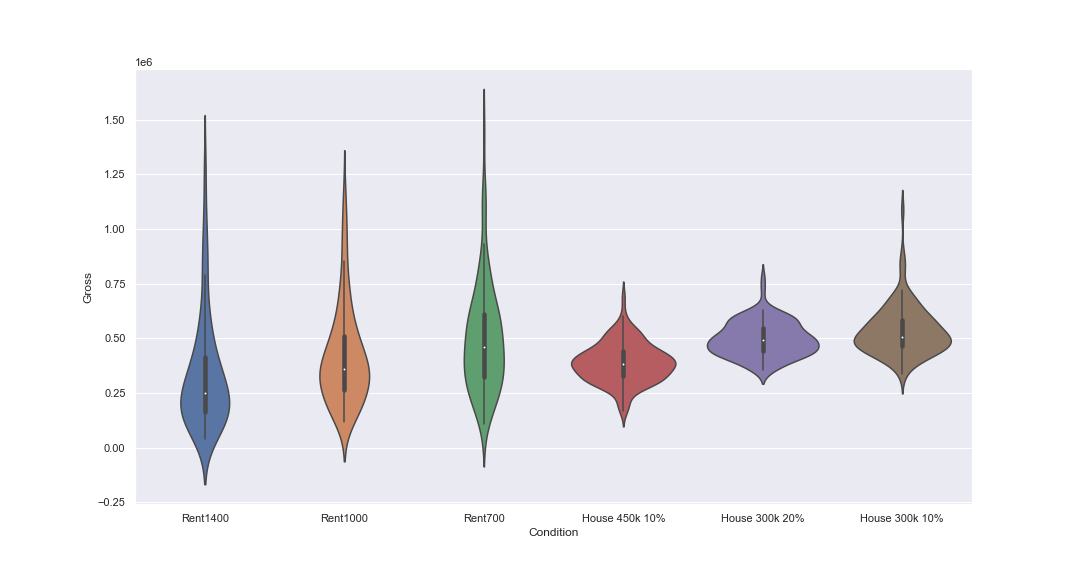 1e6
1.50
1.25
1.00
0.75
0.50
0.25
0.00
−0.25
Gross
Rent1400 Rent1000 Rent700 House 450k 10% House 300k 20% House 300k 10%
Condition